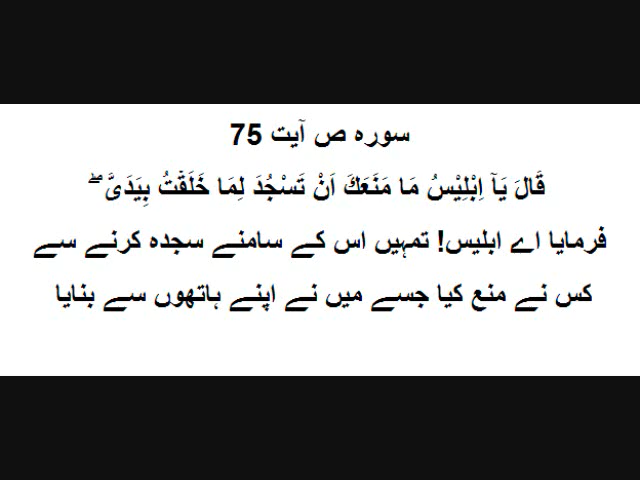 سورہ ص آیت 75
قَالَ يَآ اِبْلِيْسُ مَا مَنَعَكَ اَنْ تَسْجُدَ لِمَا خَلَقْتُ بِيَدَىَّ ۖ
فرمایا اے ابلیس! تمہیں اس کے سامنے سجدہ کرنے سے
کس نے منع کیا جسے میں نے اپنے ہاتھوں سے بنایا